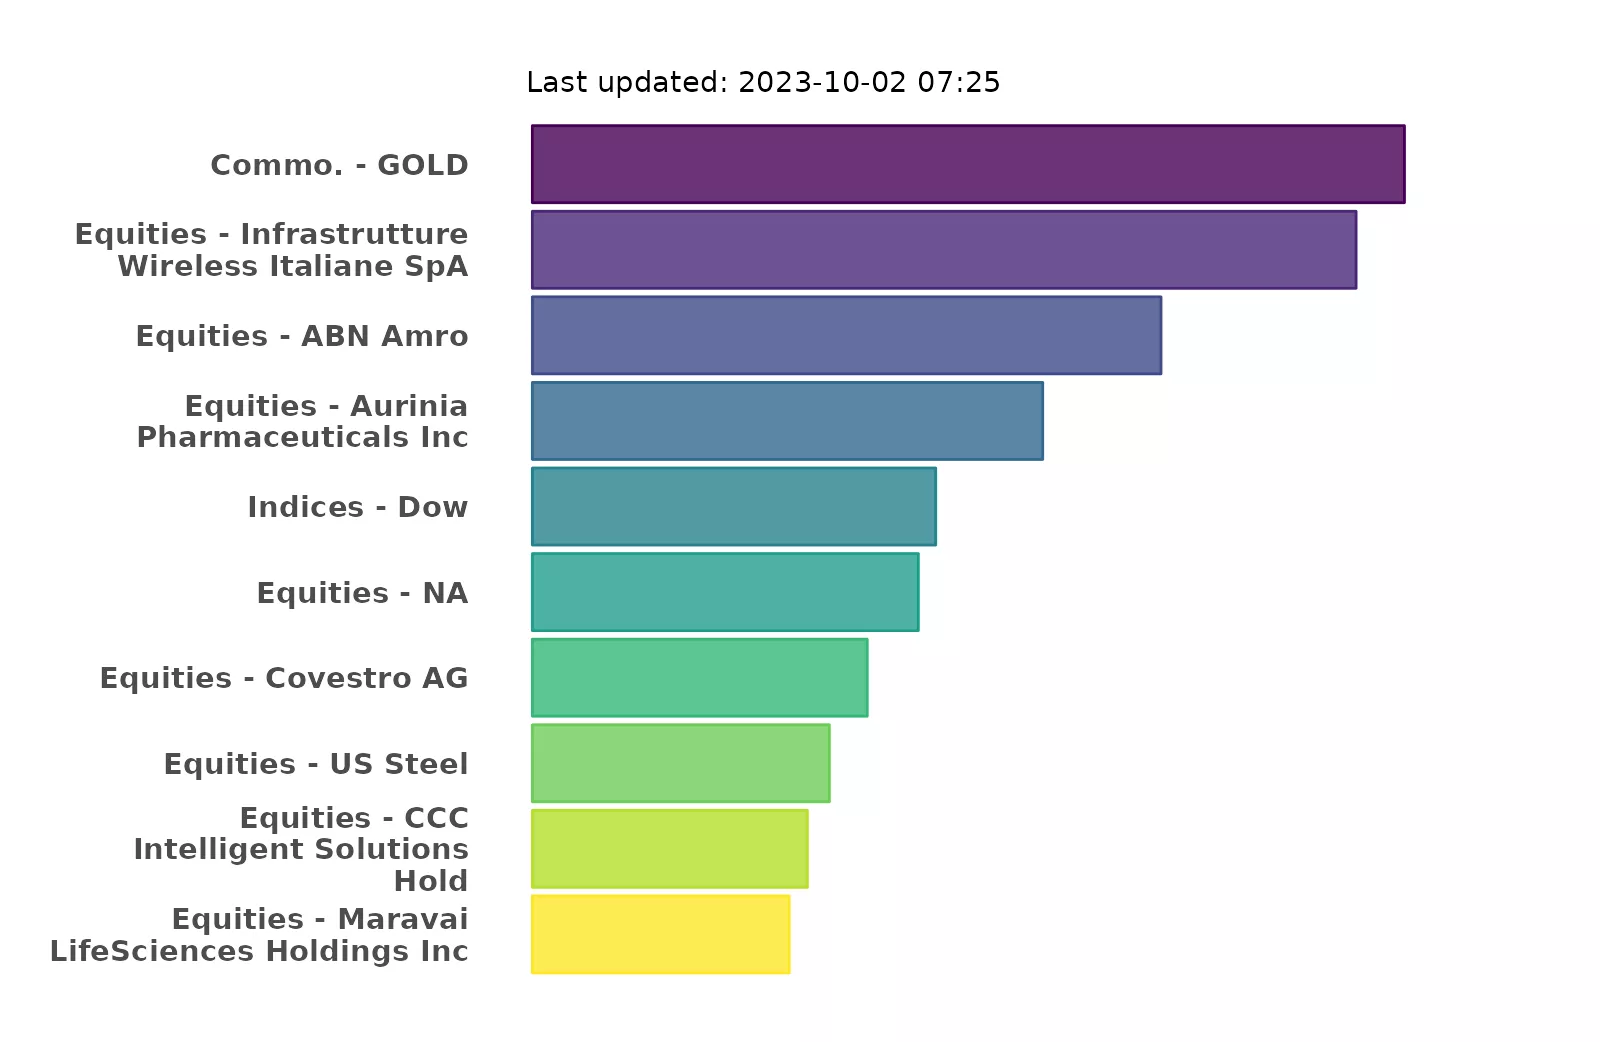 Last updated: 2023-10-02 07:25
Commo. - GOLD
Equities - Infrastrutture
Wireless Italiane SpA
Equities - ABN Amro
Equities - Aurinia
Pharmaceuticals Inc
Indices - Dow
Equities - NA
Equities - Covestro AG
Equities - US Steel
Equities - CCC
Intelligent Solutions
Hold
Equities - Maravai
LifeSciences Holdings Inc